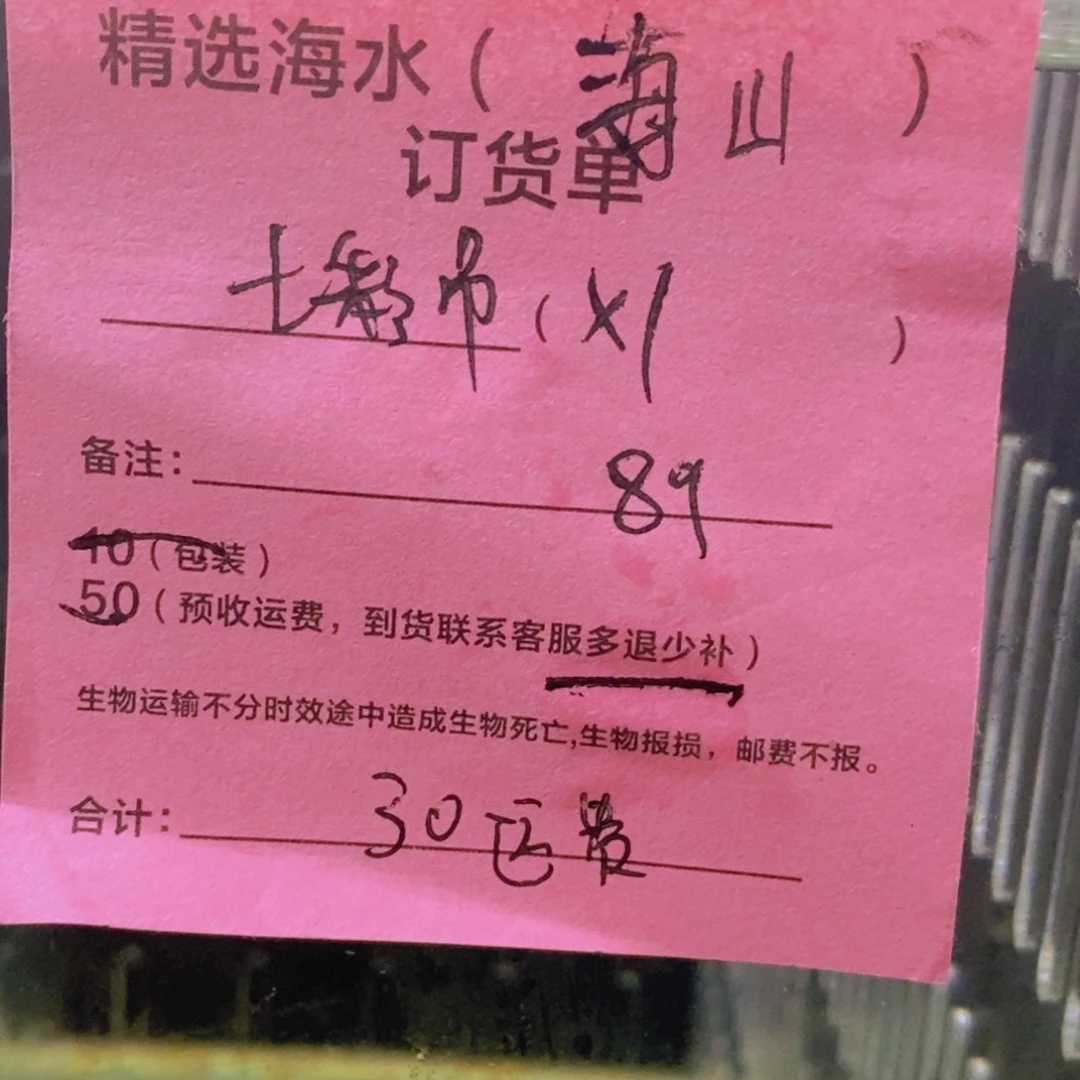 精选海水( 山 )
订货单
七彩吊(X1 )
备注: 89
10(包装)
50(预收运费,到货联系客服多退少补)
生物运输不分时效途中造成生物死亡,生物报损,邮费不报。
合计: 30运费